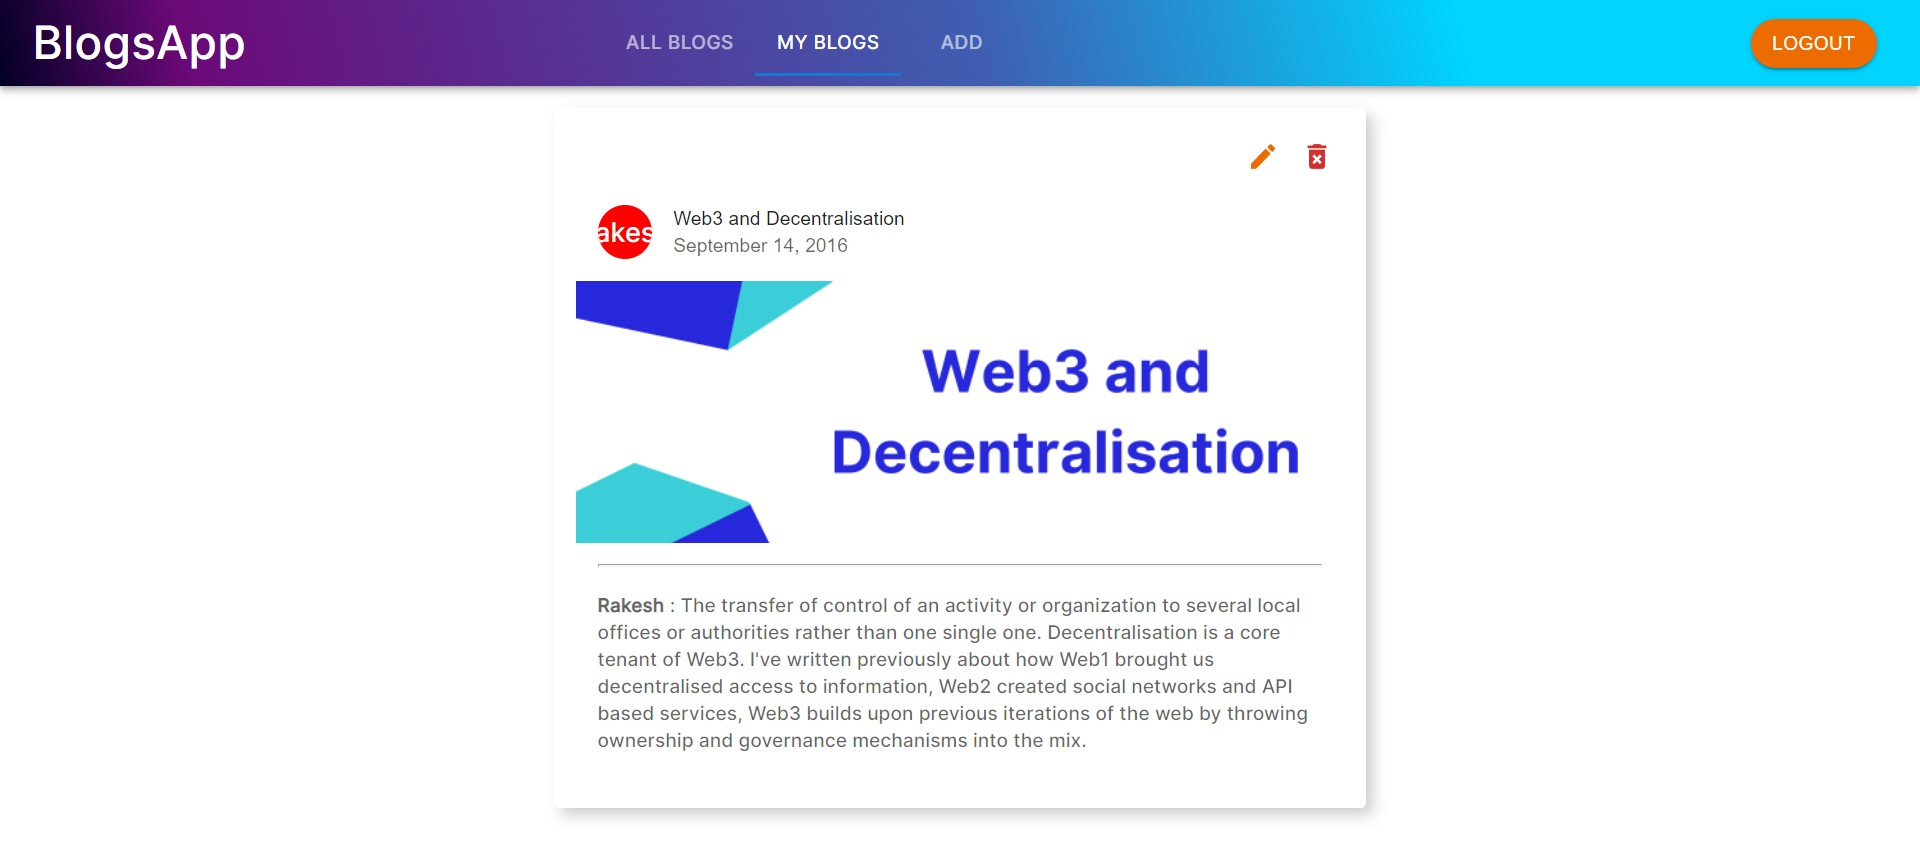 BlogsApp
ALL BLOGS
MY BLOGS
ADD
LOGOUT
akes
Web3 and Decentralisation
September 14, 2016
Web3 and
Decentralisation
Rakesh : The transfer of control of an activity or organization to several local
offices or authorities rather than one single one. Decentralisation is a core
tenant of Web3. I've written previously about how Web1 brought us
decentralised access to information, Web2 created social networks and API
based services, Web3 builds upon previous iterations of the web by throwing
ownership and governance mechanisms into the mix.